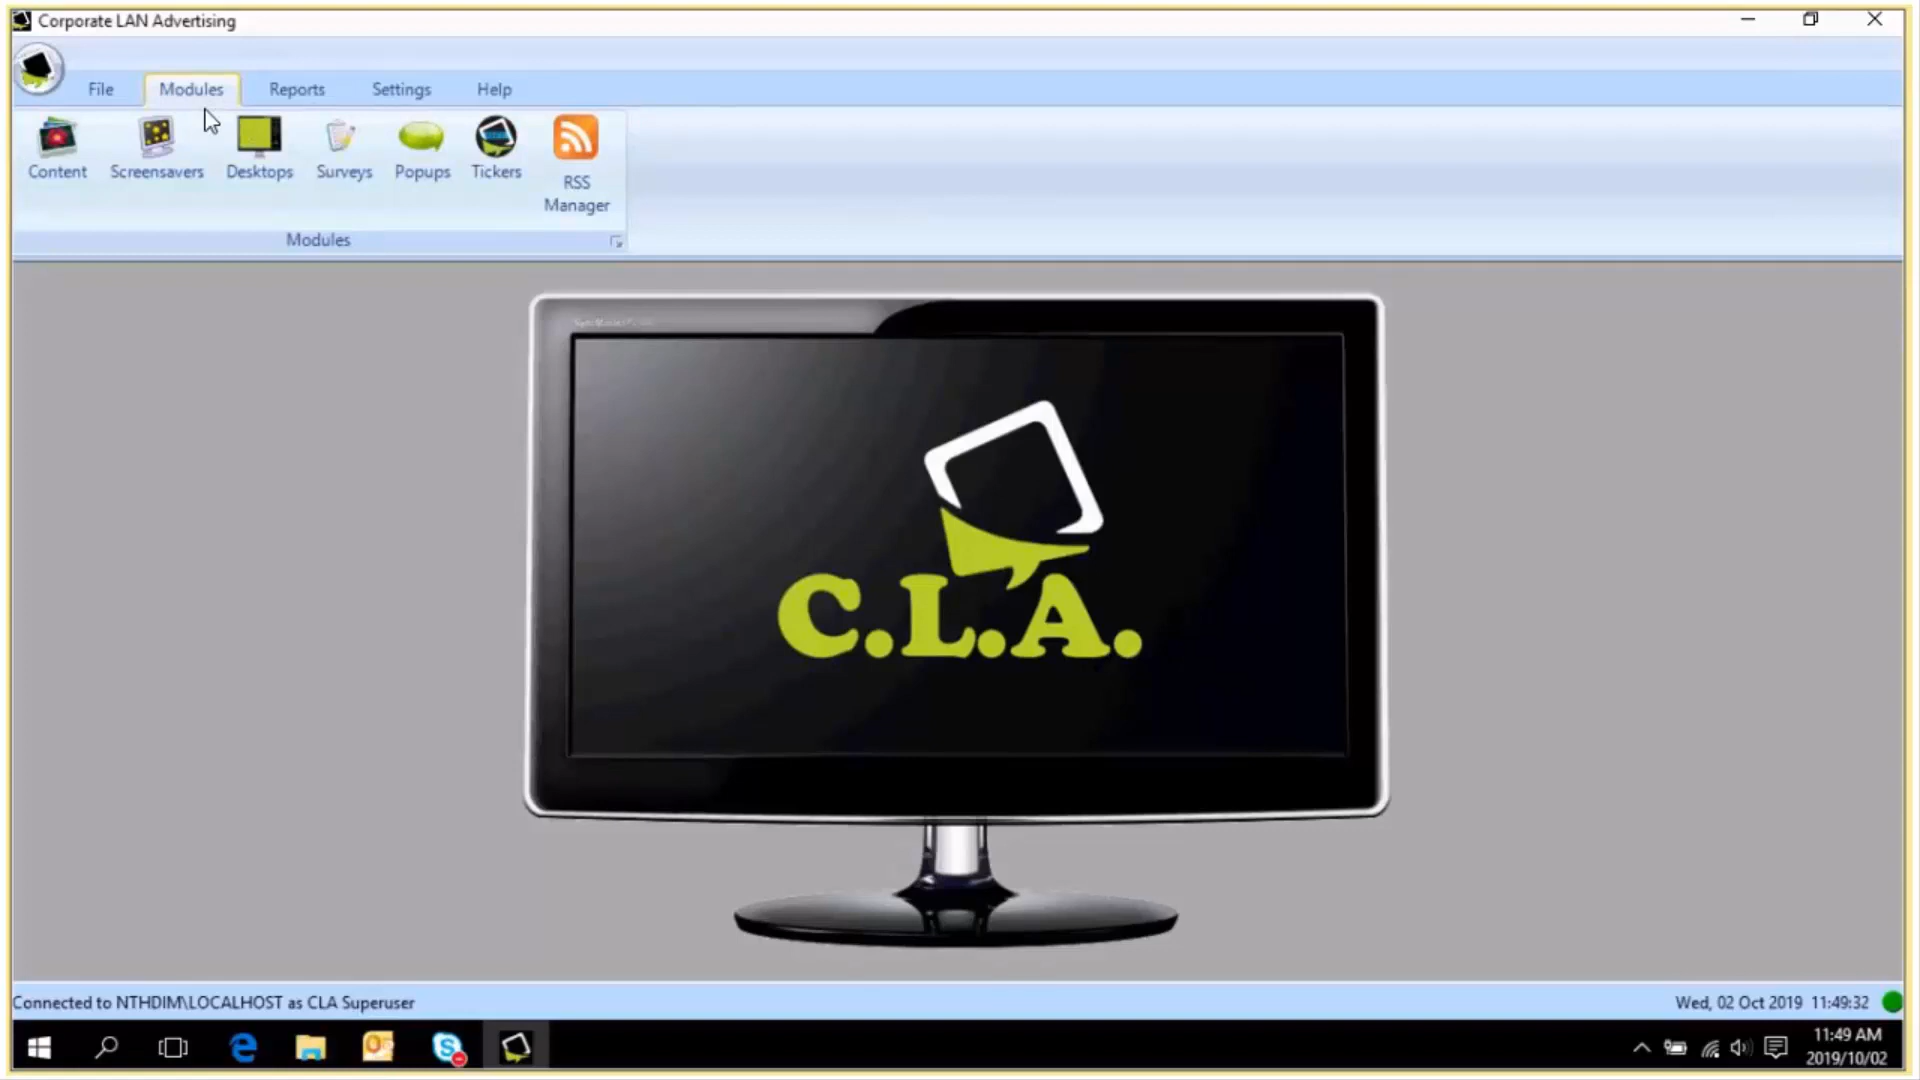 Corporate LAN Advertising
File Modules Reports Settings Help
Content Screensavers Desktops Surveys Popups Tickers RSS Manager
Modules
C.L.A.
Connected to NTHDIM\LOCALHOST as CLA Superuser
Wed, 02 Oct 2019 11:49:32
11:49 AM
2019/10/02